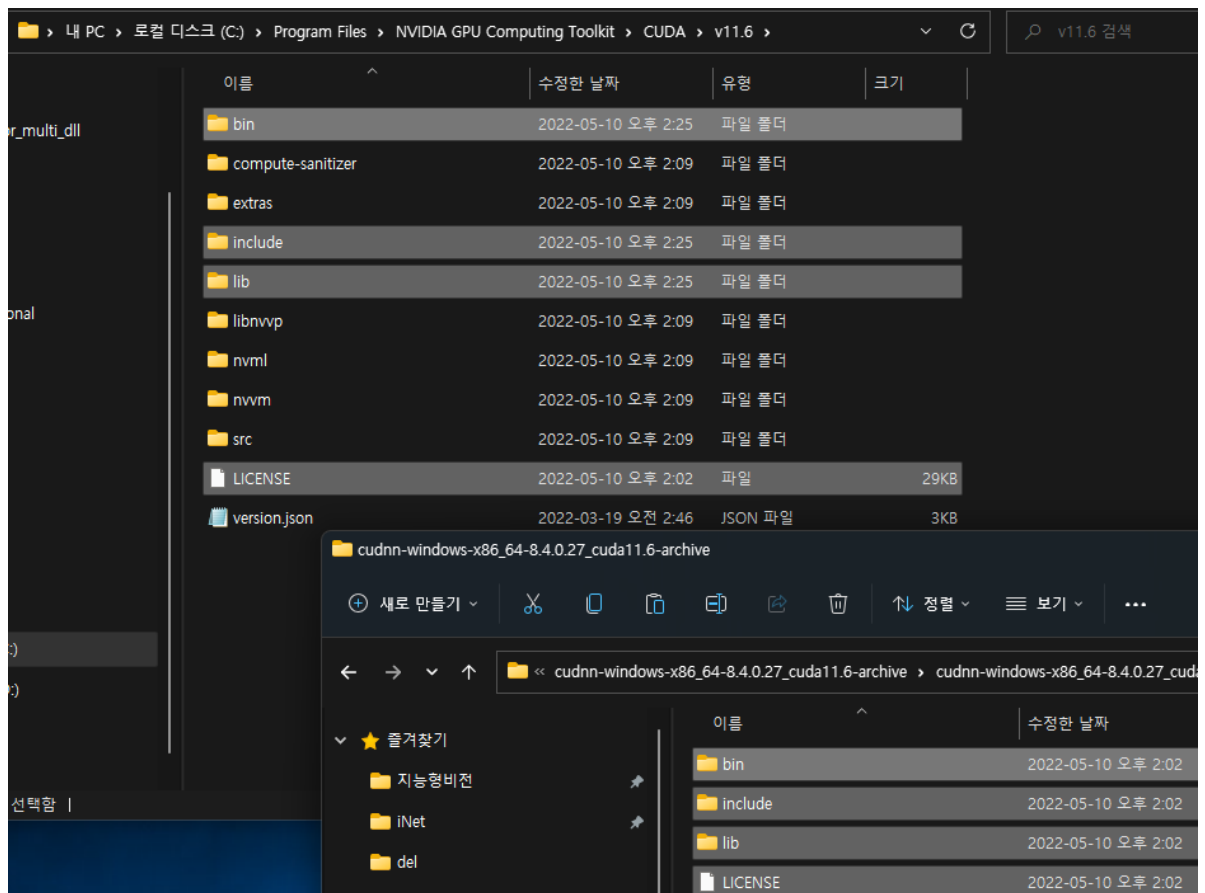 내 PC > 로컬 디스크 (C:) > Program Files > NVIDIA GPU Computing Toolkit > CUDA > v11.6 >
v11.6 검색
이름 수정한 날짜 유형 크기
or_multi_dll
bin 2022-05-10 오후 2:25 파일 폴더
compute-sanitizer 2022-05-10 오후 2:09 파일 폴더
extras 2022-05-10 오후 2:09 파일 폴더
include 2022-05-10 오후 2:25 파일 폴더
lib 2022-05-10 오후 2:25 파일 폴더
onal
libnvvp 2022-05-10 오후 2:09 파일 폴더
nvml 2022-05-10 오후 2:09 파일 폴더
nvvm 2022-05-10 오후 2:09 파일 폴더
src 2022-05-10 오후 2:09 파일 폴더
LICENSE 2022-05-10 오후 2:02 파일 29KB
version.json 2022-03-19 오전 2:46 JSON 파일 3KB
:)
:)
선택함 |
cudnn-windows-x86_64-8.4.0.27_cuda11.6-archive
새로 만들기 정렬 보기 ...
« cudnn-windows-x86_64-8.4.0.27_cuda11.6-archive > cudnn-windows-x86_64-8.4.0.27_cuda
이름 수정한 날짜
즐겨찾기
지능형비전
iNet
del
bin 2022-05-10 오후 2:02
include 2022-05-10 오후 2:02
lib 2022-05-10 오후 2:02
LICENSE 2022-05-10 오후 2:02